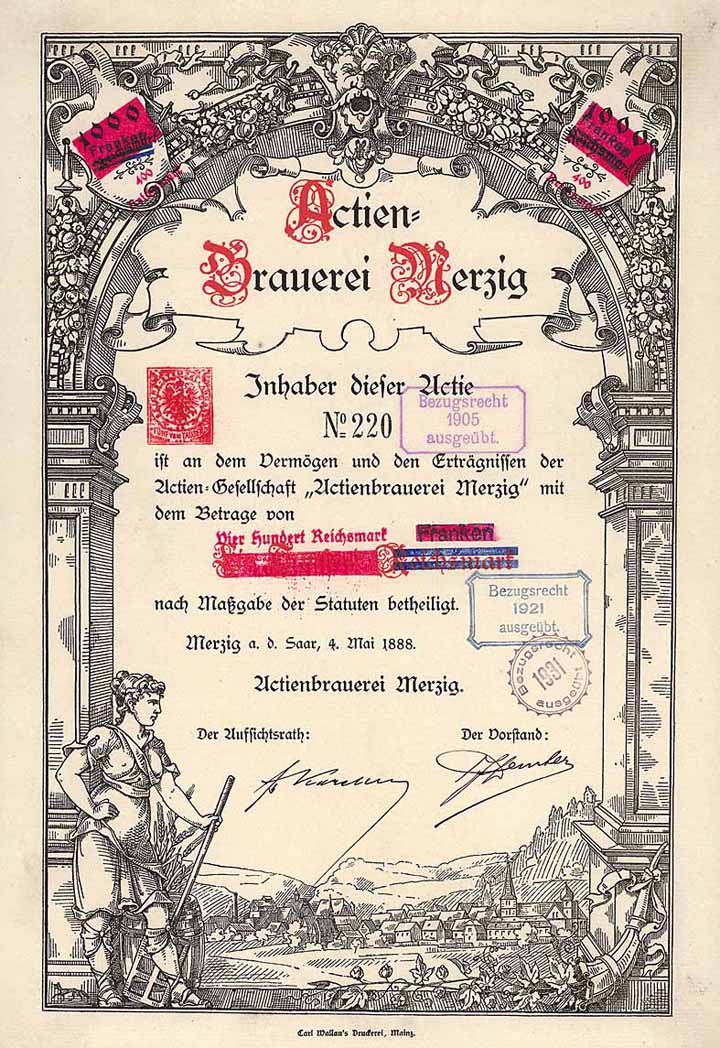 1000
Franken
400
1000
Franken
Reichsmark
400
Actien-
Brauerei Merzig
Inhaber dieser Actie
No 220
Bezugsrecht
1905
ausgeübt.
FÜNF VOM TAUSEND
ist an dem Vermögen und den Erträgnissen der
Actien-Gesellschaft „Actienbrauerei Merzig" mit
dem Betrage von
Vier Hundert Reichsmark Franken
Reichsmark
nach Maßgabe der Statuten betheiligt.
Bezugsrecht
1921
ausgeübt.
Merzig a. d. Saar, 4. Mai 1888.
Bezugsrecht
1931
ausgeübt
Actienbrauerei Merzig.
Der Aufsichtsrath: Der Vorstand:
Carl Wallau's Druckerei, Mainz.